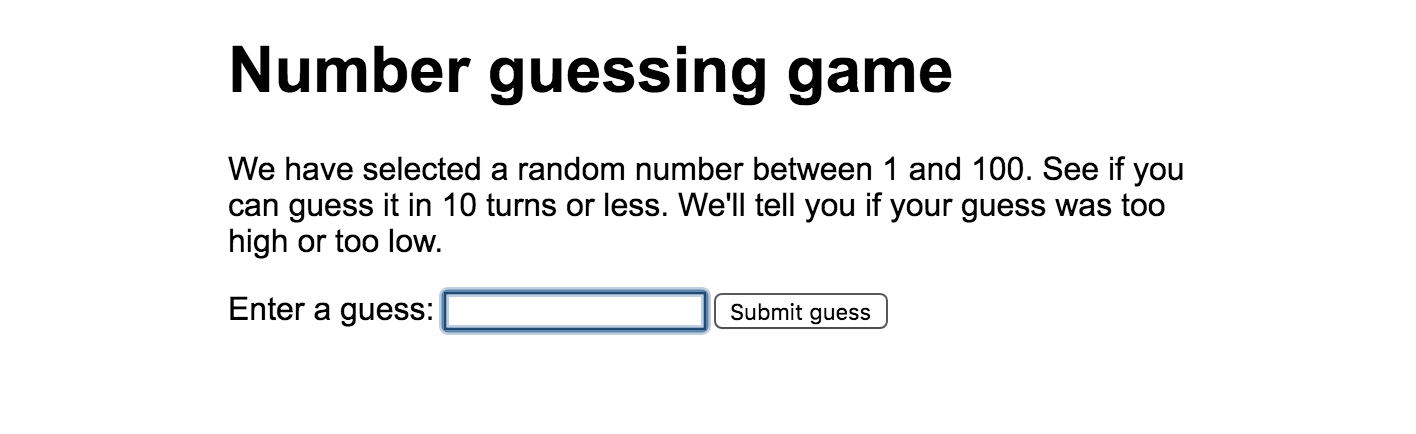 Number guessing game
We have selected a random number between 1 and 100. See if you
can guess it in 10 turns or less. We'll tell you if your guess was too
high or too low.
Enter a guess: Submit guess